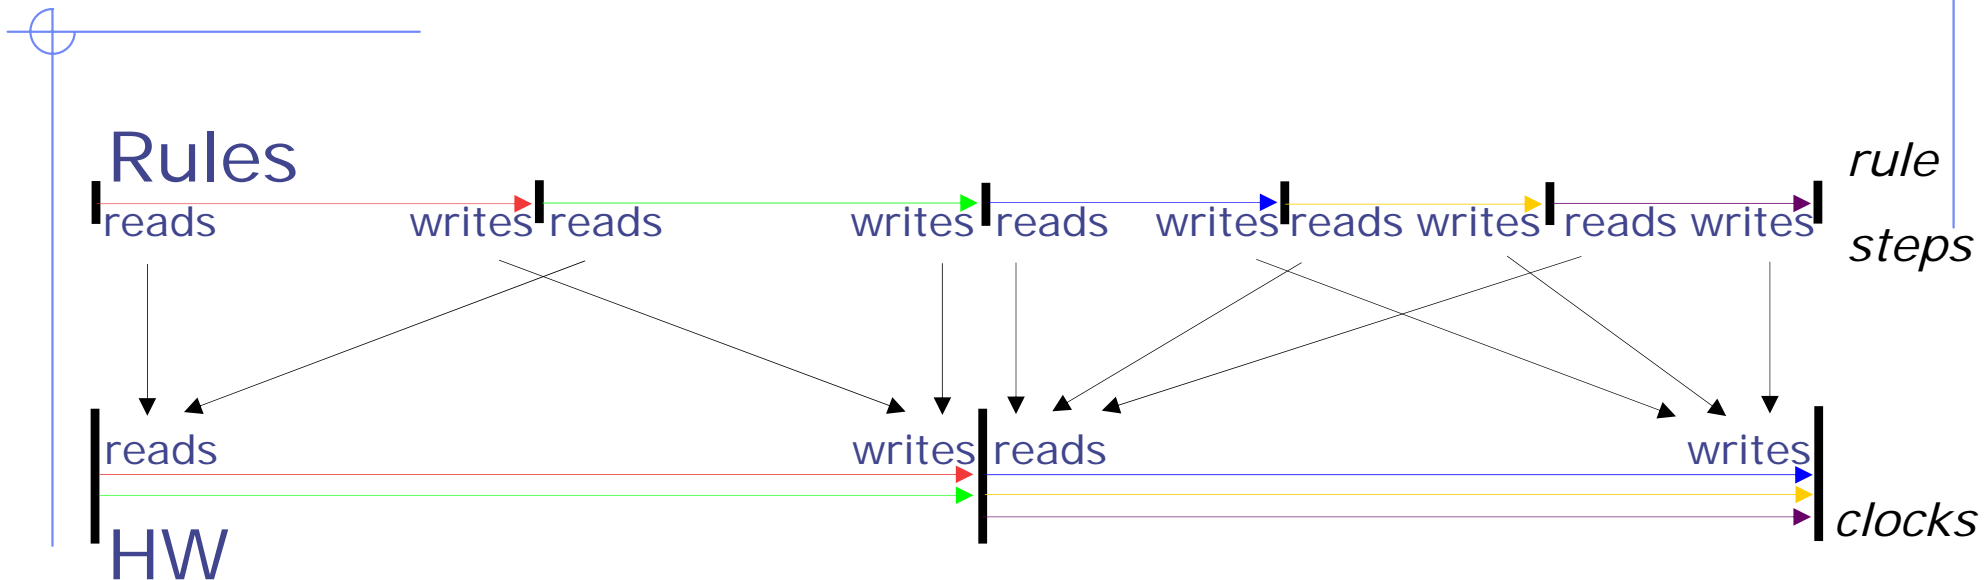 Rules
rule
reads writes reads writes reads writes reads writes reads writes
steps
reads writes reads writes
clocks
HW